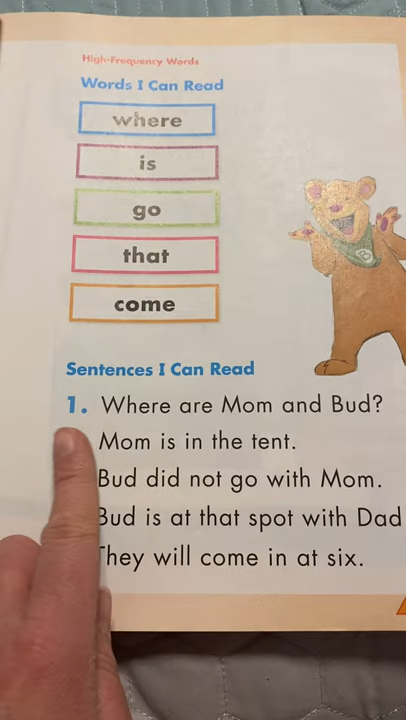 High-Frequency Words
Words I Can Read
where
is
go
that
come
Sentences I Can Read
1. Where are Mom and Bud?
Mom is in the tent.
Bud did not go with Mom.
Bud is at that spot with Dad
They will come in at six.
B